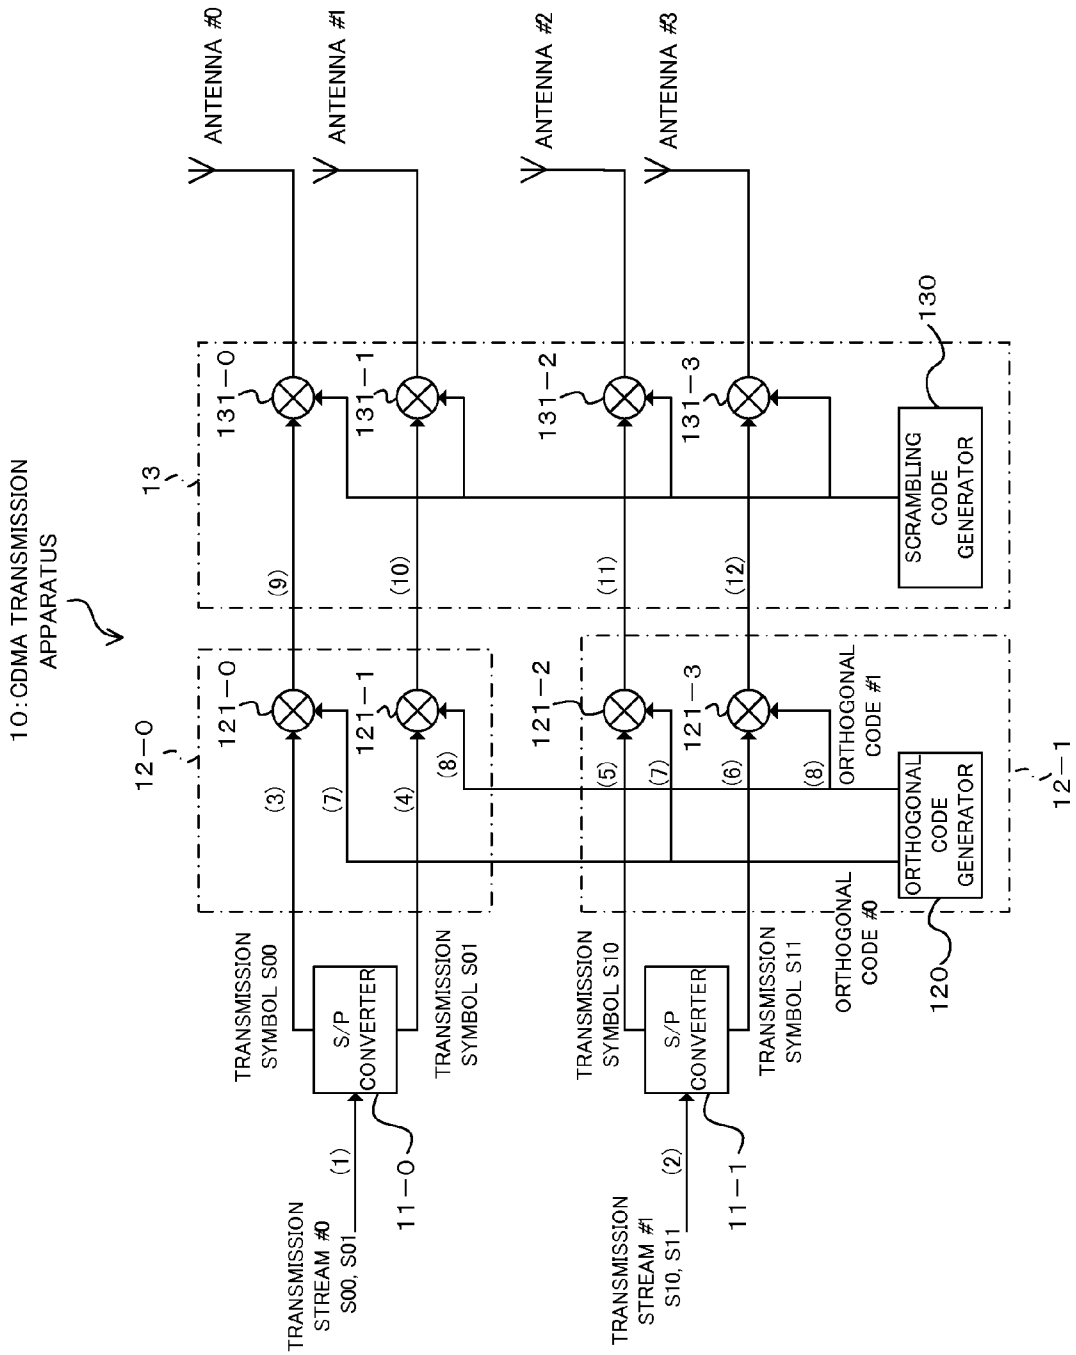 10:CDMA TRANSMISSION
APPARATUS
TRANSMISSION
STREAM #0
S00, S01
(1)
11-0
S/P
CONVERTER
TRANSMISSION
SYMBOL S00
TRANSMISSION
SYMBOL S01
12-0
(3)
(7)
(4)
(8)
121-0
121-1
13
(9)
(10)
131-0
131-1
ANTENNA #0
ANTENNA #1
TRANSMISSION
STREAM #1
S10, S11
(2)
11-1
S/P
CONVERTER
TRANSMISSION
SYMBOL S10
TRANSMISSION
SYMBOL S11
(5)
(7)
(6)
(8)
121-2
121-3
(11)
(12)
131-2
131-3
ANTENNA #2
ANTENNA #3
ORTHOGONAL
CODE #0
ORTHOGONAL
CODE #1
120
ORTHOGONAL
CODE
GENERATOR
12-1
SCRAMBLING
CODE
GENERATOR
130